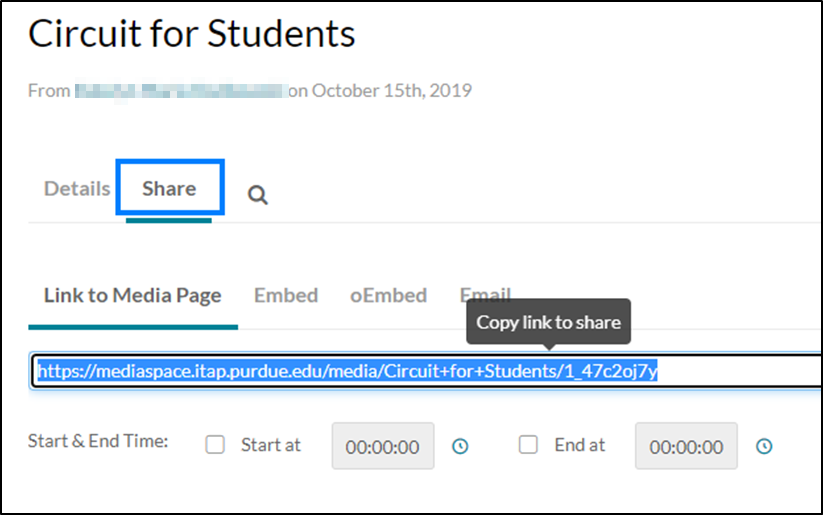 Circuit for Students
From on October 15th, 2019
Details Share
Link to Media Page Embed oEmbed Email
Copy link to share
https://mediaspace.itap.purdue.edu/media/Circuit+for+Students/1_47c2oj7y
Start & End Time: Start at 00:00:00 End at 00:00:00